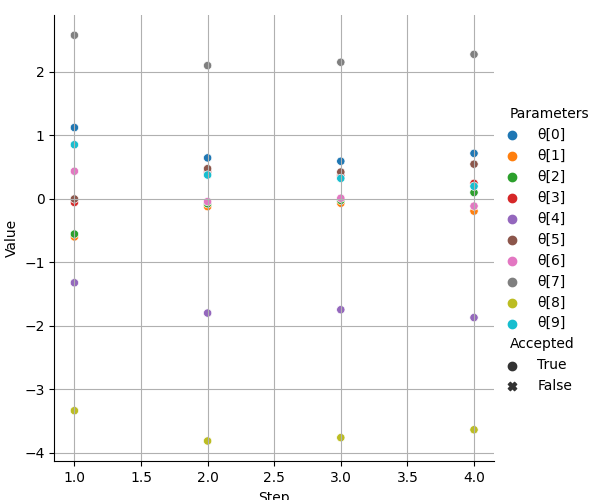 2
1
0
−1
−2
−3
−4
Value
1.0
1.5
2.0
2.5
3.0
3.5
4.0
Step
Parameters
θ[0]
θ[1]
θ[2]
θ[3]
θ[4]
θ[5]
θ[6]
θ[7]
θ[8]
θ[9]
Accepted
True
False